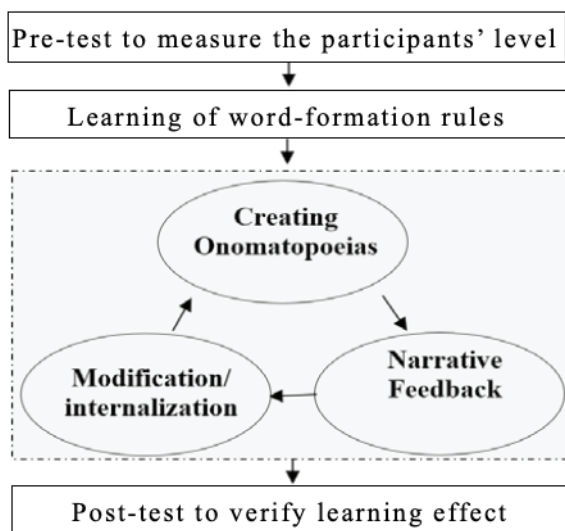 Pre-test to measure the participants’ level
Learning of word-formation rules
Creating
Onomatopoeias
Narrative
Feedback
Modification/
internalization
Post-test to verify learning effect